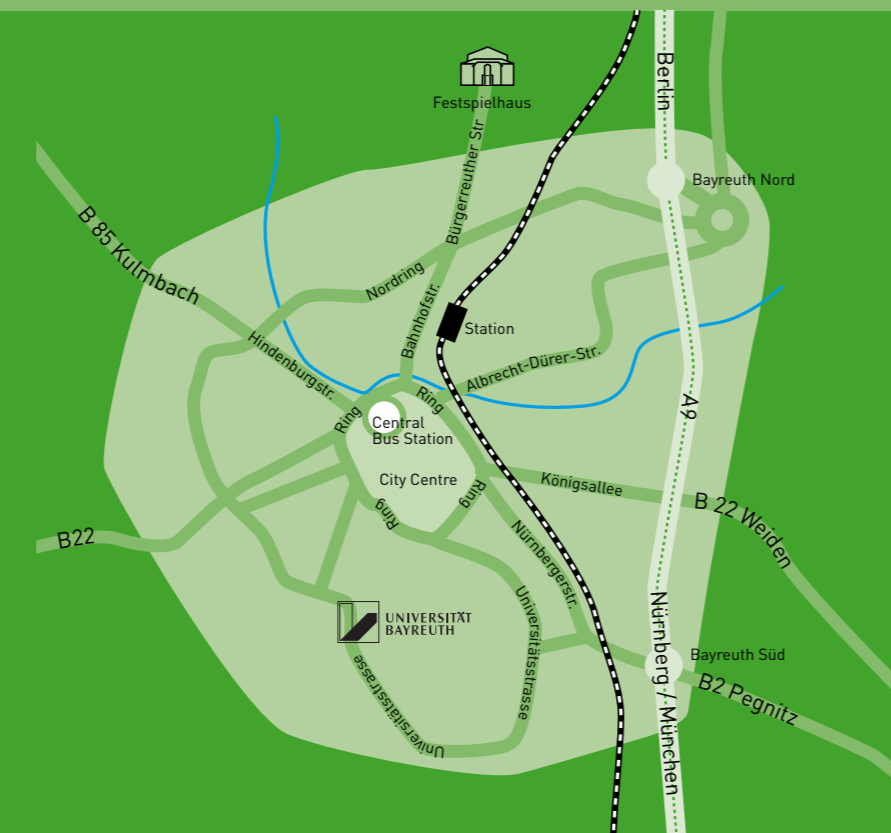 Festspielhaus
Berlin
Bürgerreuther Str
Bayreuth Nord
B 85 Kulmbach
Nordring
Bahnhofstr.
Station
Hindenburgstr.
Albrecht-Dürer-Str.
Ring
Ring
A9
Central
Bus Station
City Centre
Königsallee
Ring
Ring
B 22 Weiden
B22
Nürnbergerstr.
Universitätsstrasse
UNIVERSITÄT
BAYREUTH
Nürnberg / München
Bayreuth Süd
B2 Pegnitz
Universitätsstrasse